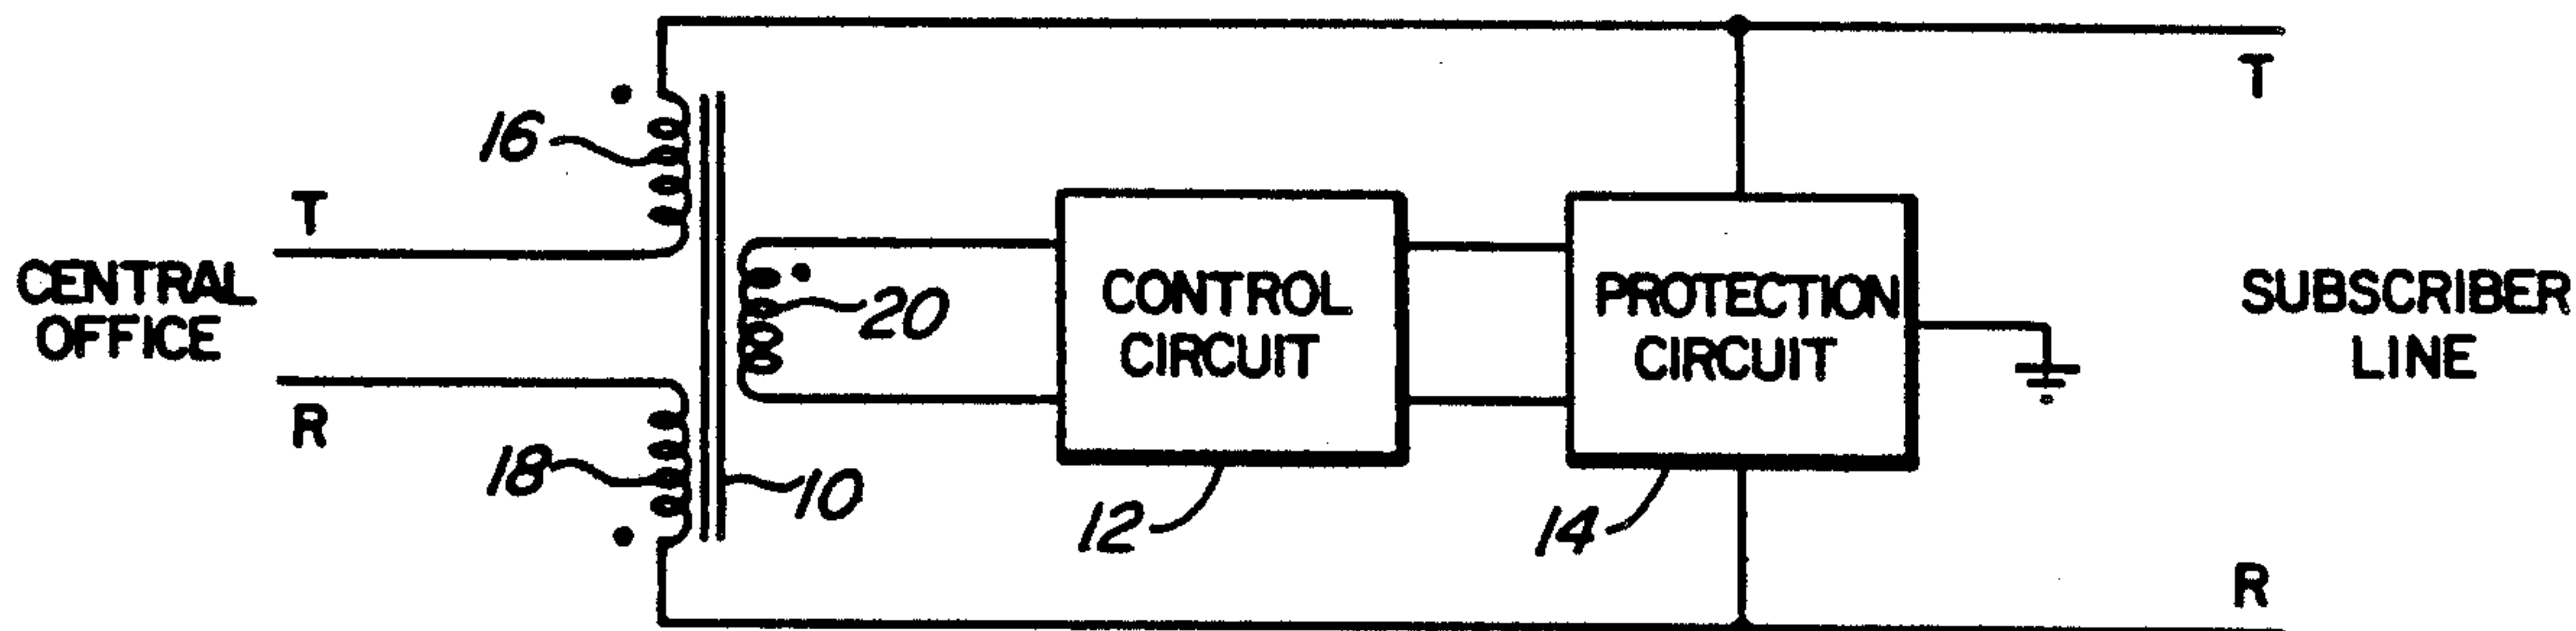 T
16
T
CENTRAL
OFFICE
20
CONTROL
CIRCUIT
PROTECTION
CIRCUIT
SUBSCRIBER
LINE
R
18
10
12
14
R